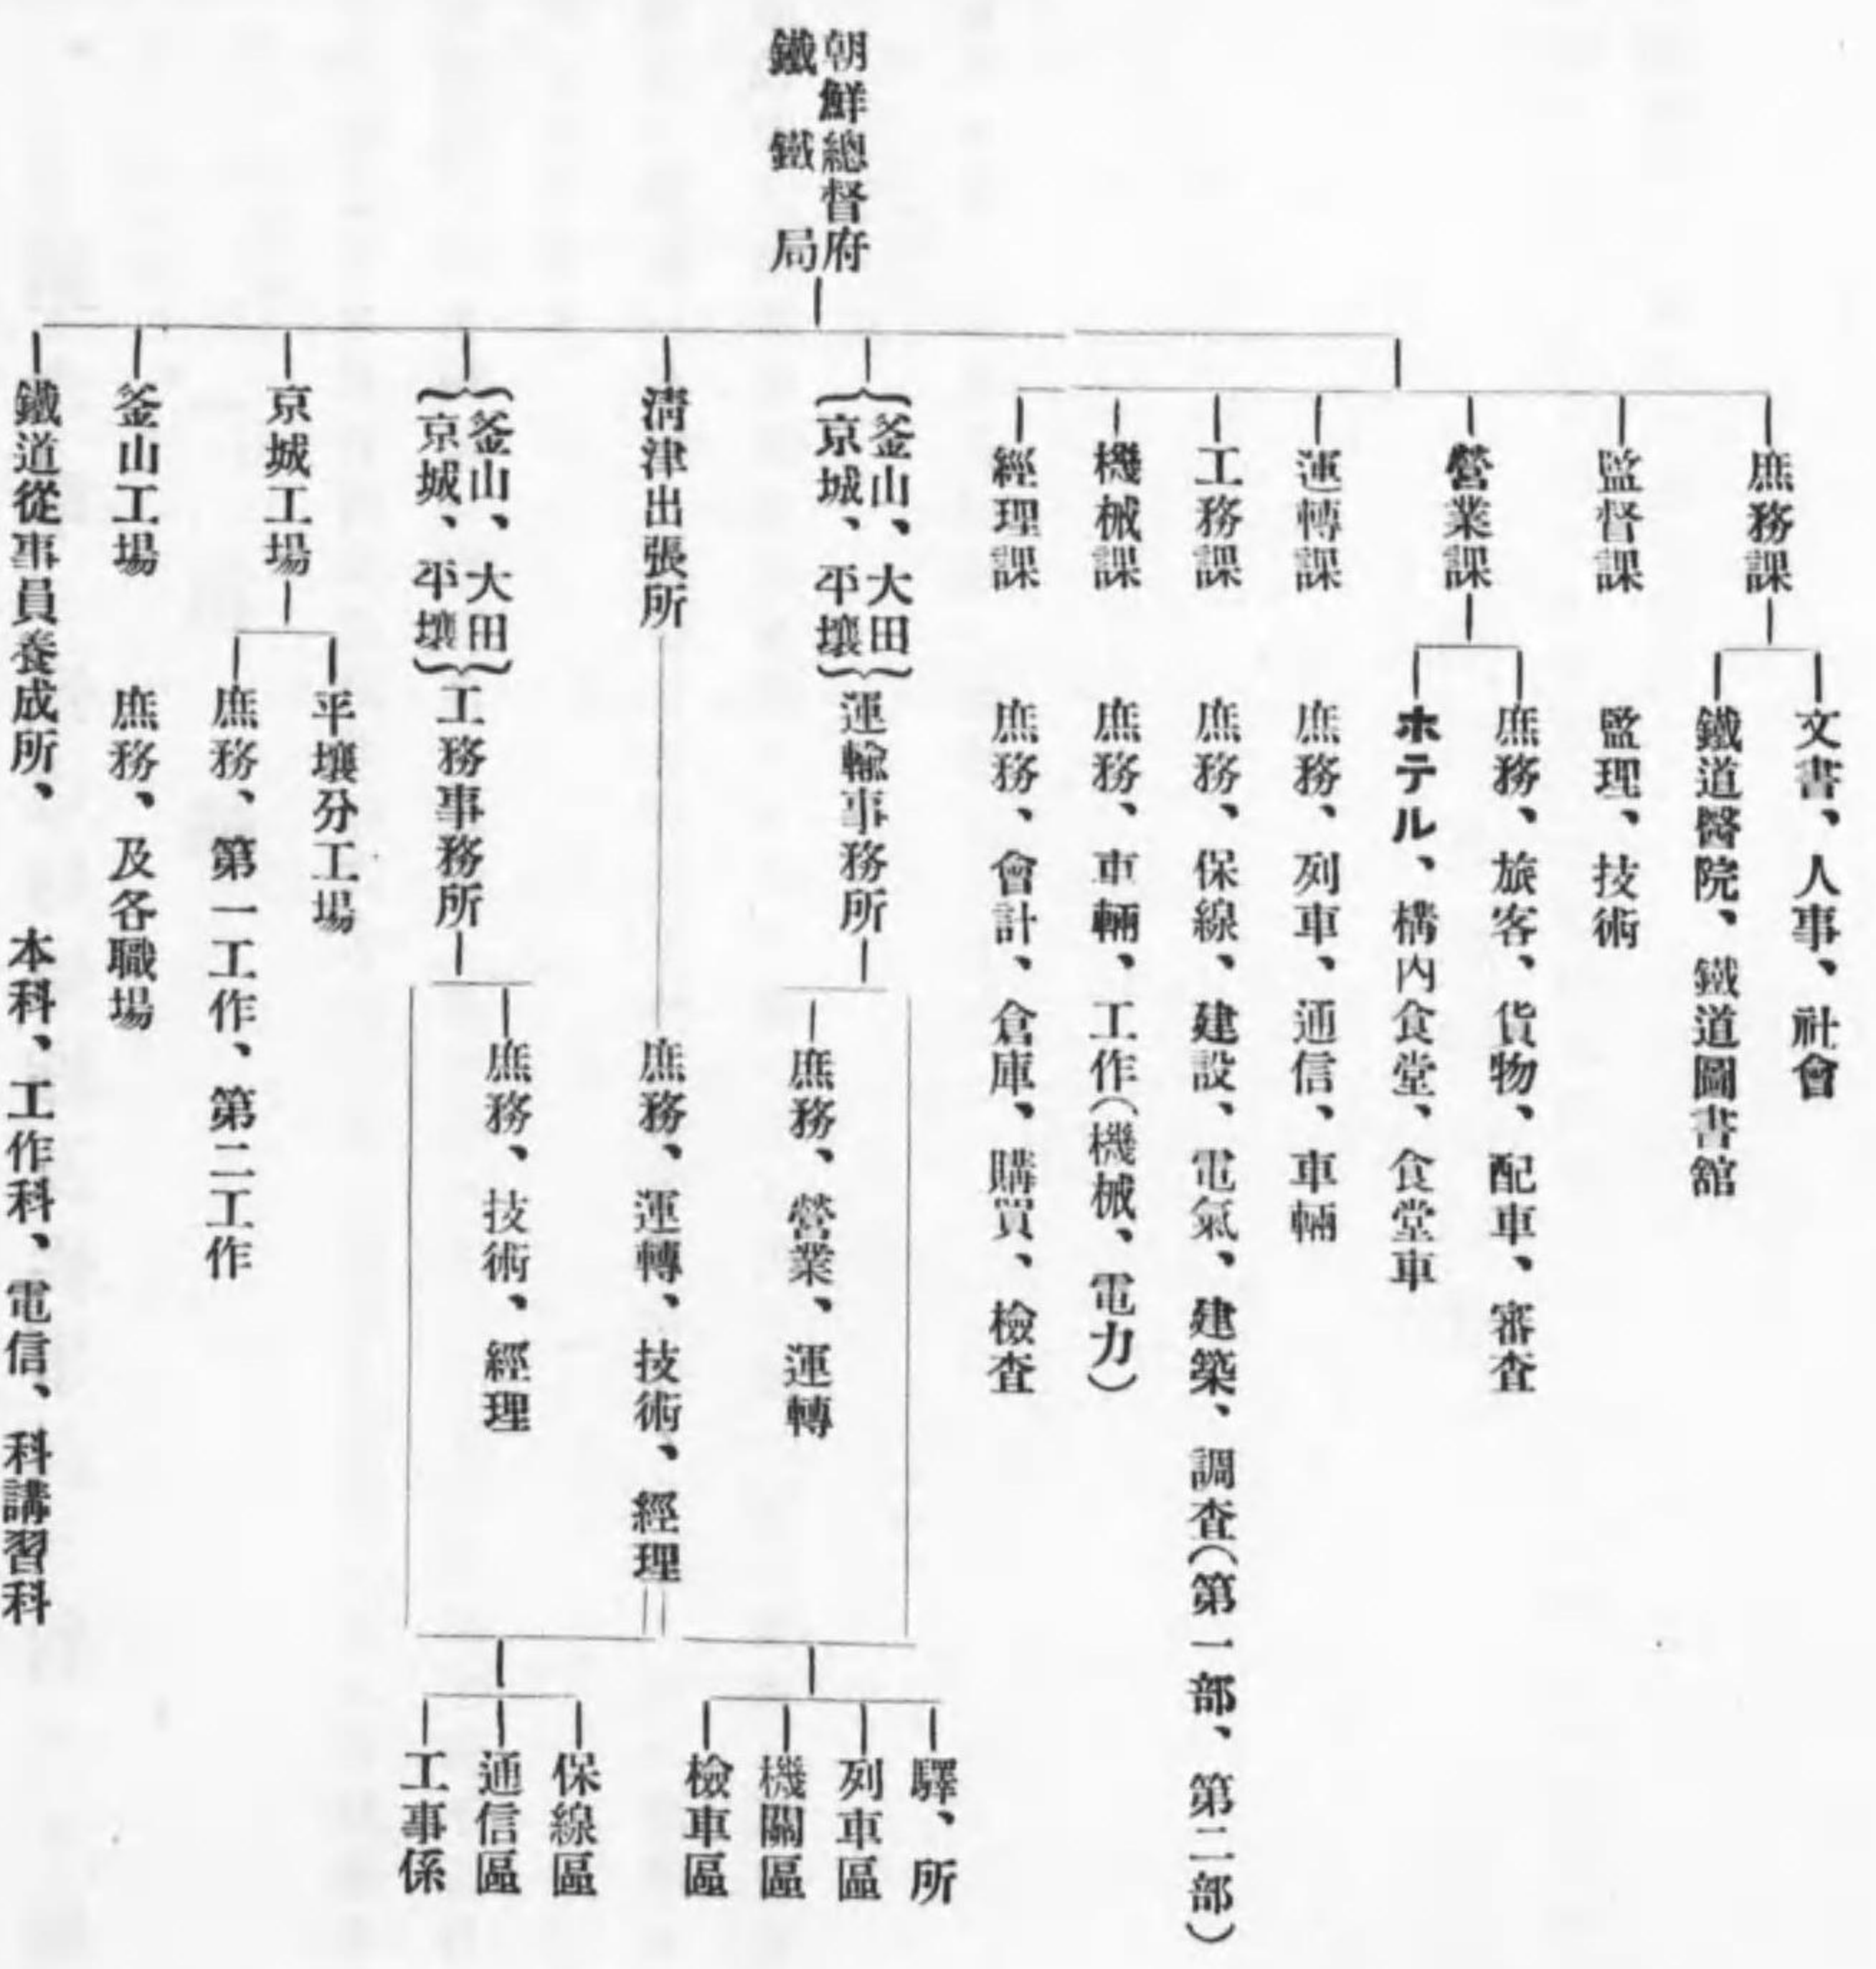 朝鮮總督府
鐵鐵局
庶務課
文書、人事、社會
鐵道醫院、鐵道圖書館
監督課
監理、技術
營業課
庶務、旅客、貨物、配車、審査
ホテル、構內食堂、食堂車
運轉課
庶務、列車、通信、車輛
工務課
庶務、保線、建設、電氣、建築、調査(第一部、第二部)
機械課
庶務、車輛、工作(機械、電力)
經理課
庶務、會計、倉庫、購買、檢査
釜山、大田
京城、平壤
運輸事務所
庶務、營業、運轉
淸津出張所
庶務、運轉、技術、經理
釜山、大田
京城、平壤
工務事務所
庶務、技術、經理
驛、所
列車區
機關區
檢車區
保線區
通信區
工事係
京城工場
平壤分工場
庶務、第一工作、第二工作
釜山工場
庶務、及各職場
鐵道從事員養成所、
本科、工作科、電信、科講習科